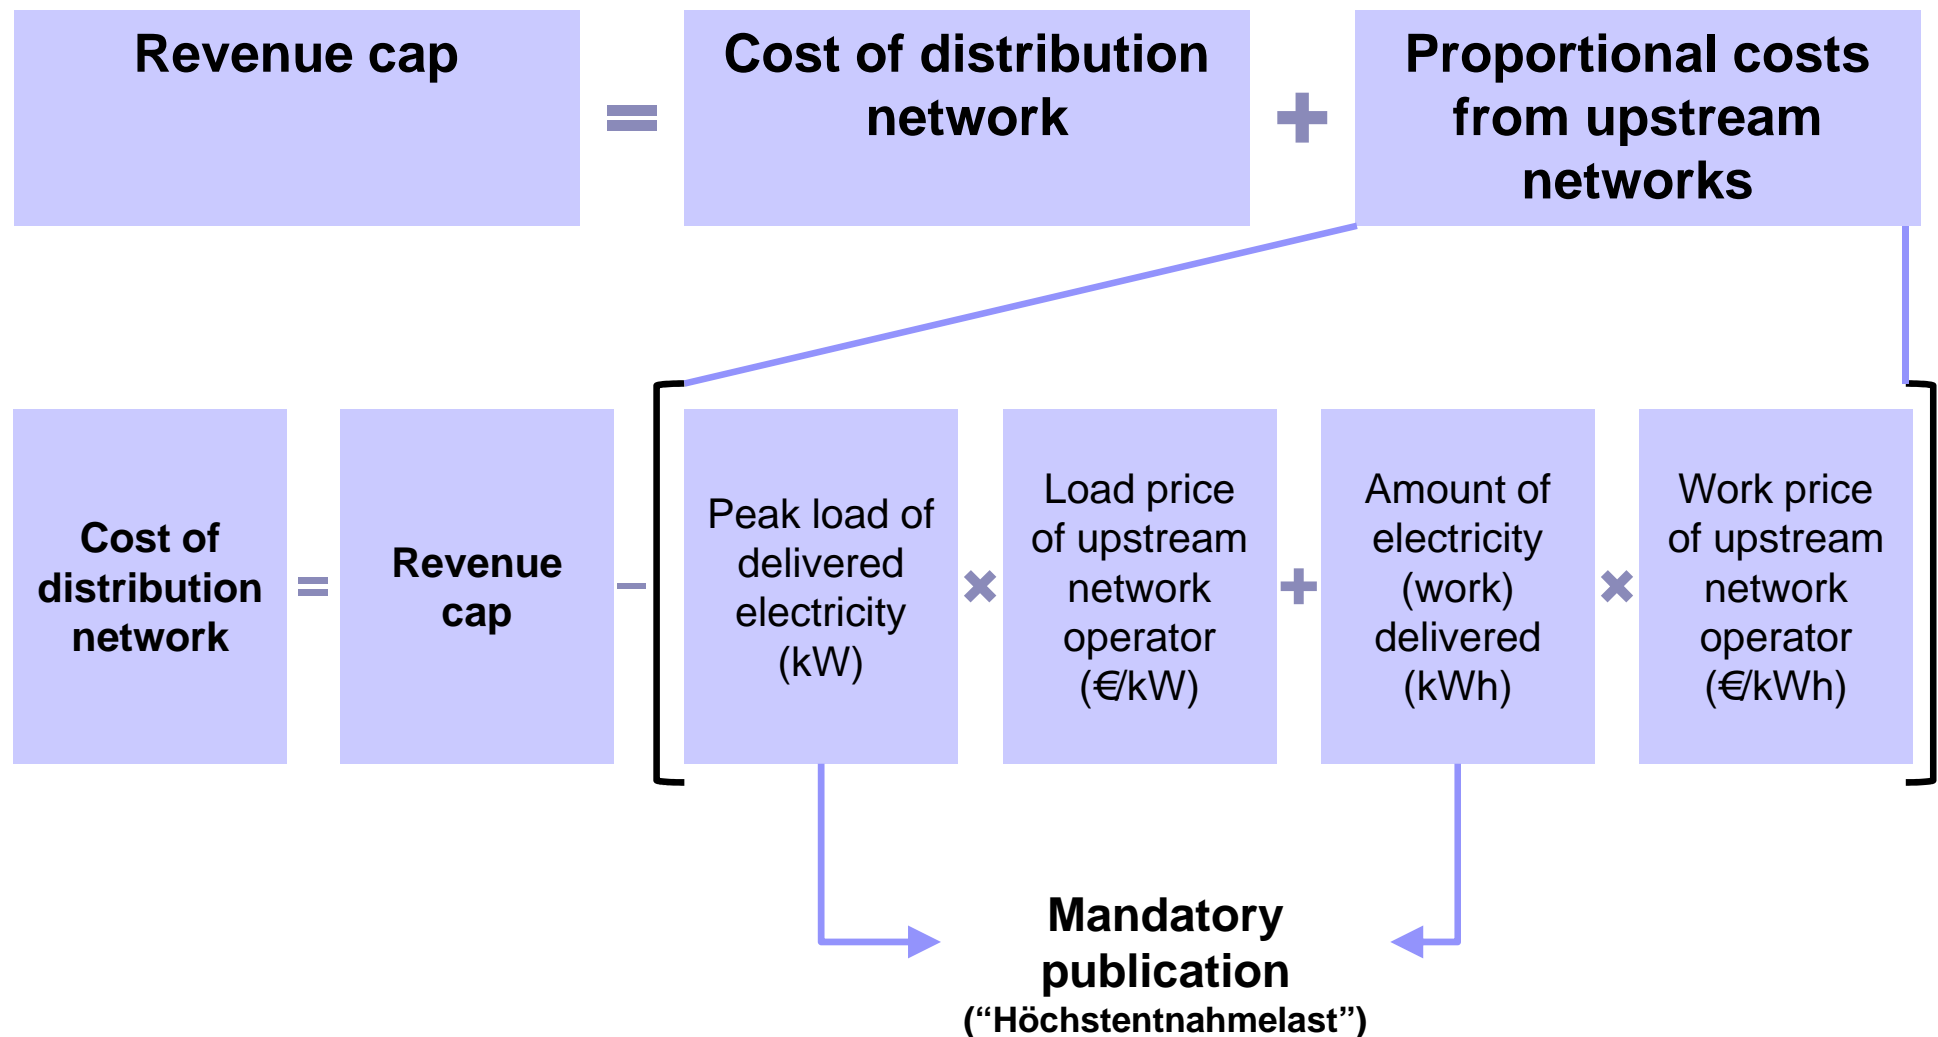 Revenue cap
=
Cost of distribution
network
+
Proportional costs
from upstream
networks
Cost of
distribution
network
=
Revenue
cap
−
[
Peak load of
delivered
electricity
(kW)
×
Load price
of upstream
network
operator
(€/kW)
+
Amount of
electricity
(work)
delivered
(kWh)
×
Work price
of upstream
network
operator
(€/kWh)
]
Mandatory
publication
(“Höchstentnahmelast”)